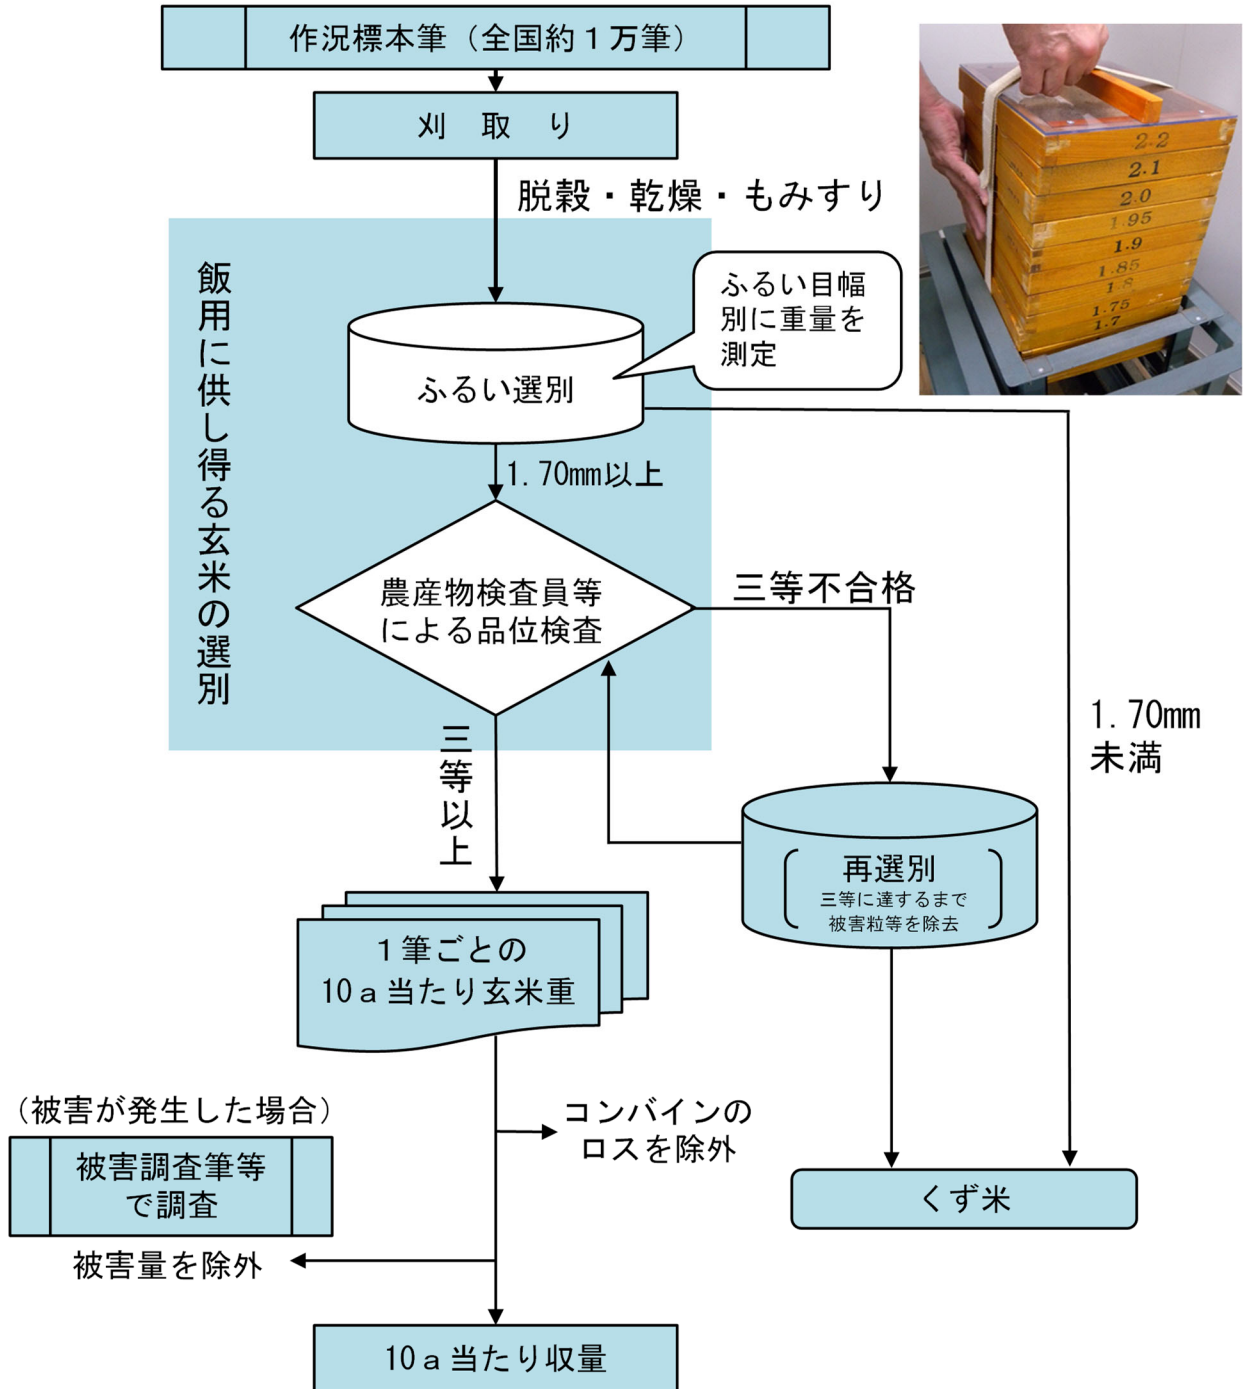 作況標本筆（全国約１万筆）
刈　取　り
脱穀・乾燥・もみすり
飯用に供し得る玄米の選別
ふるい目幅
別に重量を
測定
ふるい選別
1.70mm以上
農産物検査員等
による品位検査
三等不合格
三等以上
1.70mm
未満
再選別
三等に達するまで
被害粒等を除去
１筆ごとの
10ａ当たり玄米重
（被害が発生した場合）
被害調査筆等
で調査
コンバインの
ロスを除外
被害量を除外
くず米
10ａ当たり収量
2.2
2.1
2.0
1.95
1.9
1.85
1.8
1.75
1.7